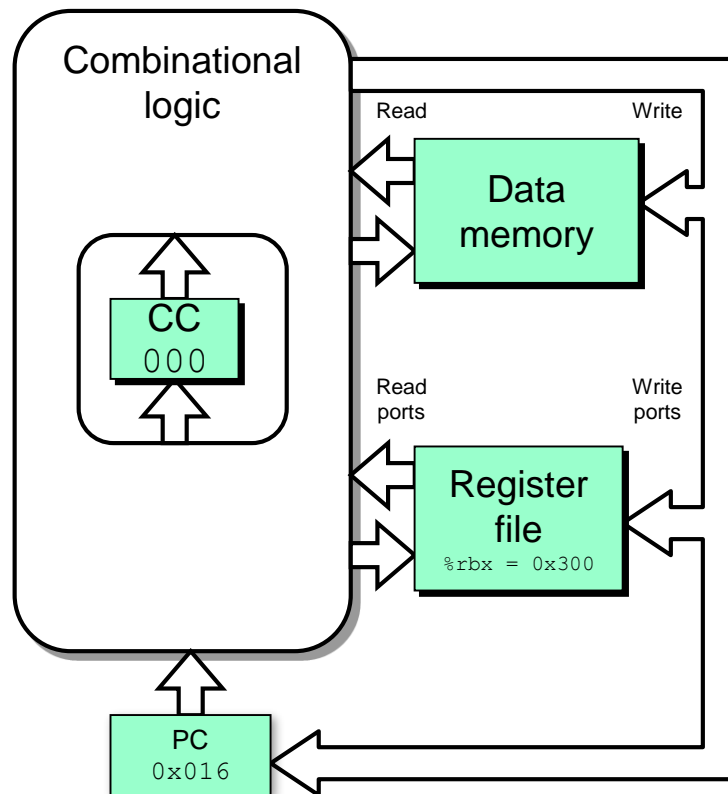 Combinational
logic
Read
Write
Data
memory
CC
000
Read
ports
Write
ports
Register
file
%rbx = 0x300
PC
0x016